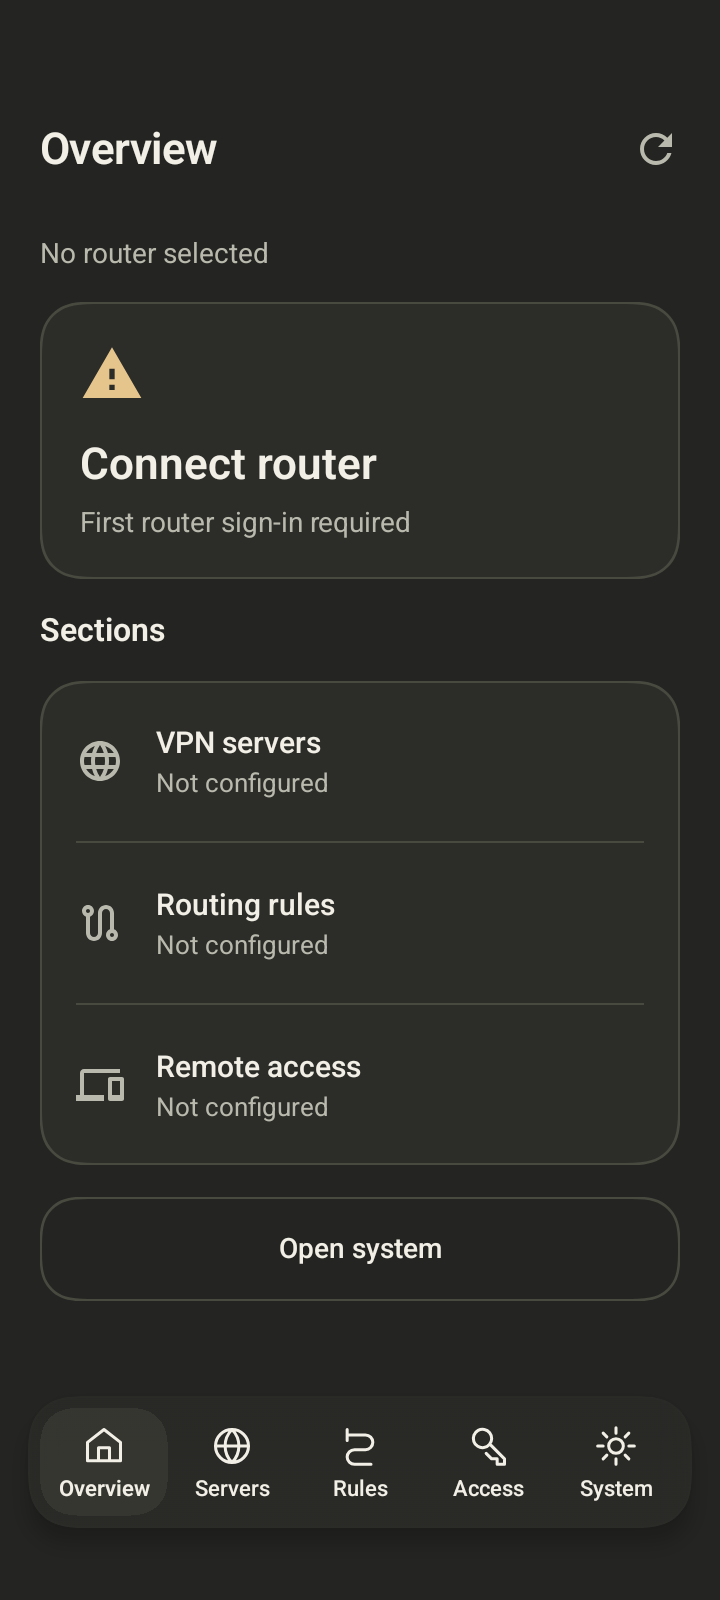 Overview
No router selected
Connect router
First router sign-in required
Sections
VPN servers
Not configured
Routing rules
Not configured
Remote access
Not configured
Open system
Overview
Servers
Rules
Access
System